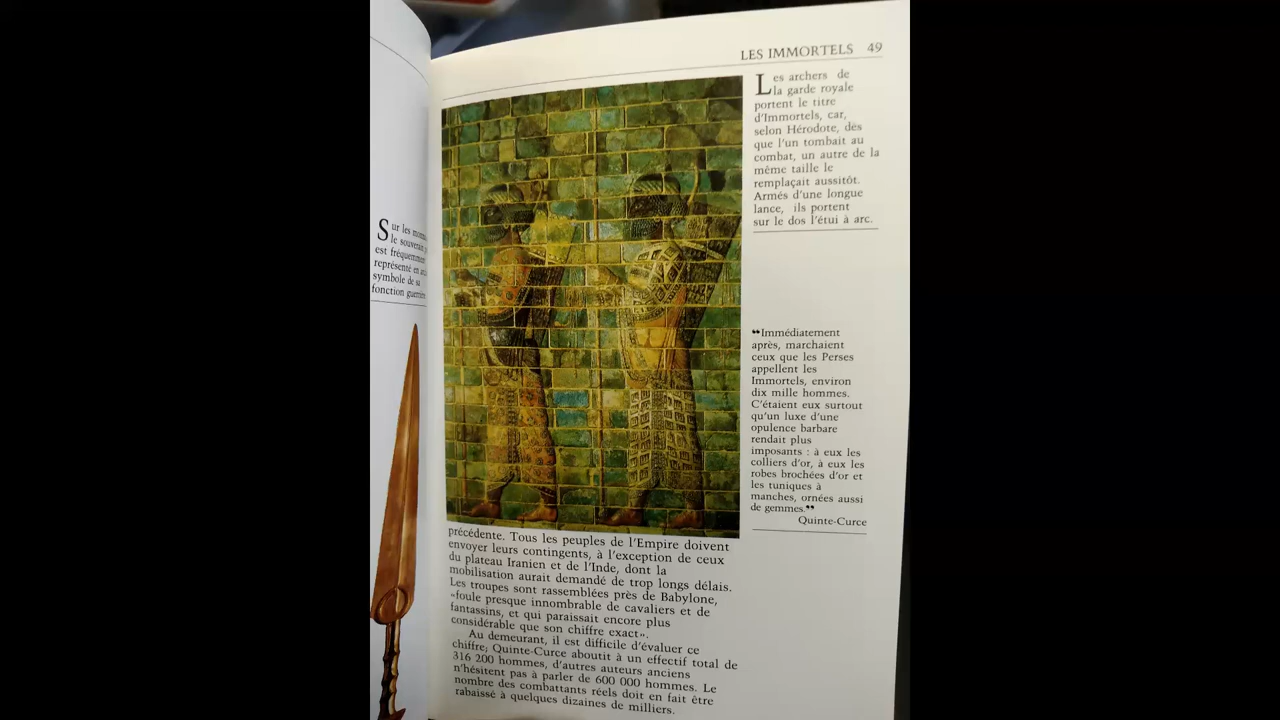 Sur les
le souverain
est fréquemment
représenté en
symbole de sa
fonction
LES IMMORTELS 49
Les archers de
la garde royale
portent le titre
d'Immortels, car,
selon Hérodote, dès
que l'un tombait au
combat, un autre de la
même taille le
remplaçait aussitôt.
Armés d'une longue
lance, ils portent
sur le dos l'étui à arc.
❝Immédiatement
après, marchaient
ceux que les Perses
appellent les
Immortels, environ
dix mille hommes.
C'étaient eux surtout
qu'un luxe d'une
opulence barbare
rendait plus
imposants : à eux les
colliers d'or, à eux les
robes brochées d'or et
les tuniques à
manches, ornées aussi
de gemmes.❞
Quinte-Curce
précédente. Tous les peuples de l'Empire doivent
envoyer leurs contingents, à l'exception de ceux
du plateau Iranien et de l'Inde, dont la
mobilisation aurait demandé de trop longs délais.
Les troupes sont rassemblées près de Babylone,
«foule presque innombrable de cavaliers et de
fantassins, et qui paraissait encore plus
considérable que son chiffre exact».
Au demeurant, il est difficile d'évaluer ce
chiffre; Quinte-Curce aboutit à un effectif total de
316 200 hommes, d'autres auteurs anciens
n'hésitent pas à parler de 600 000 hommes. Le
nombre des combattants réels doit en fait être
rabaissé à quelques dizaines de milliers.